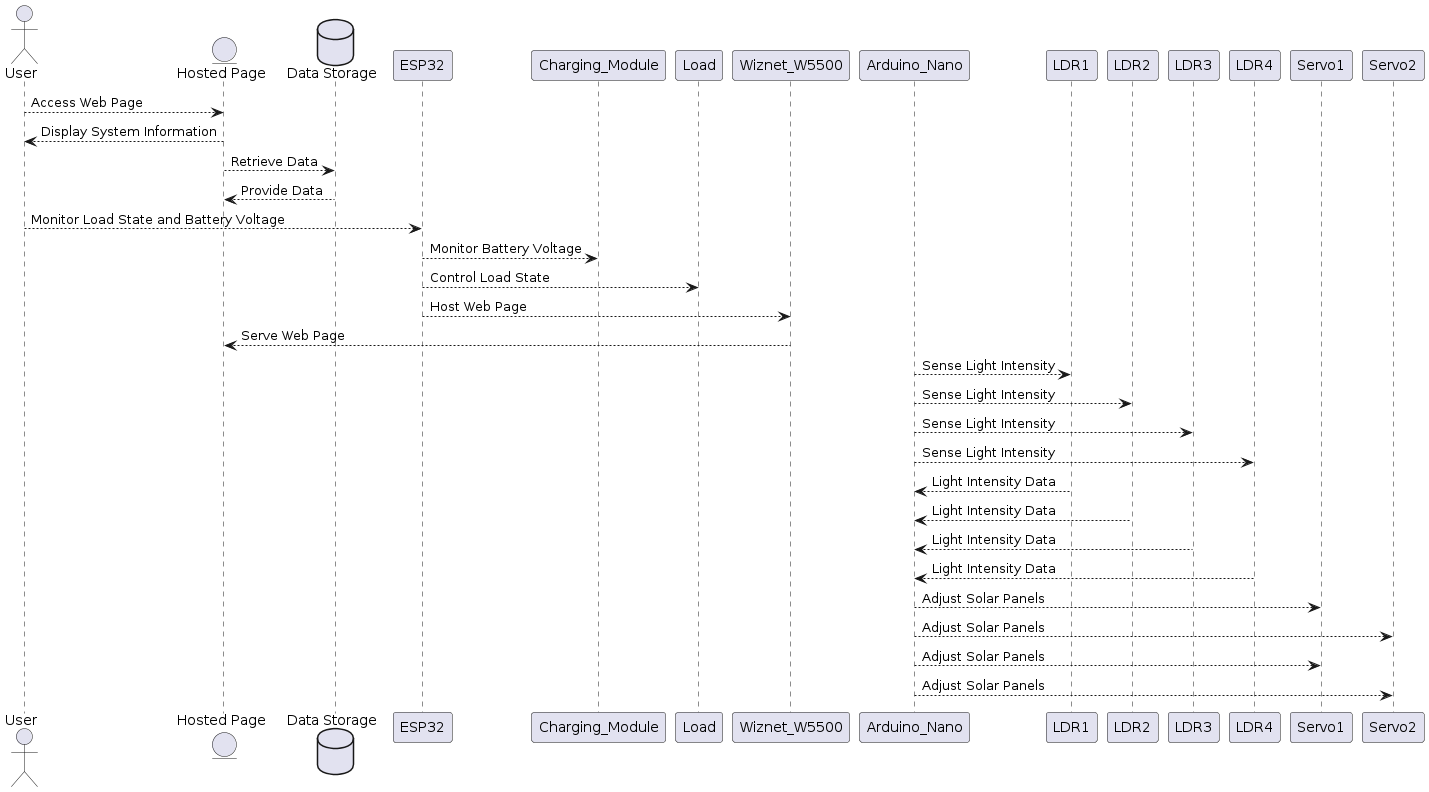 User
Hosted Page
Data Storage
ESP32
Charging_Module
Load
Wiznet_W5500
Arduino_Nano
LDR1
LDR2
LDR3
LDR4
Servo1
Servo2
Access Web Page
Display System Information
Retrieve Data
Provide Data
Monitor Load State and Battery Voltage
Monitor Battery Voltage
Control Load State
Host Web Page
Serve Web Page
Sense Light Intensity
Sense Light Intensity
Sense Light Intensity
Sense Light Intensity
Light Intensity Data
Light Intensity Data
Light Intensity Data
Light Intensity Data
Adjust Solar Panels
Adjust Solar Panels
Adjust Solar Panels
Adjust Solar Panels
User
Hosted Page
Data Storage
ESP32
Charging_Module
Load
Wiznet_W5500
Arduino_Nano
LDR1
LDR2
LDR3
LDR4
Servo1
Servo2